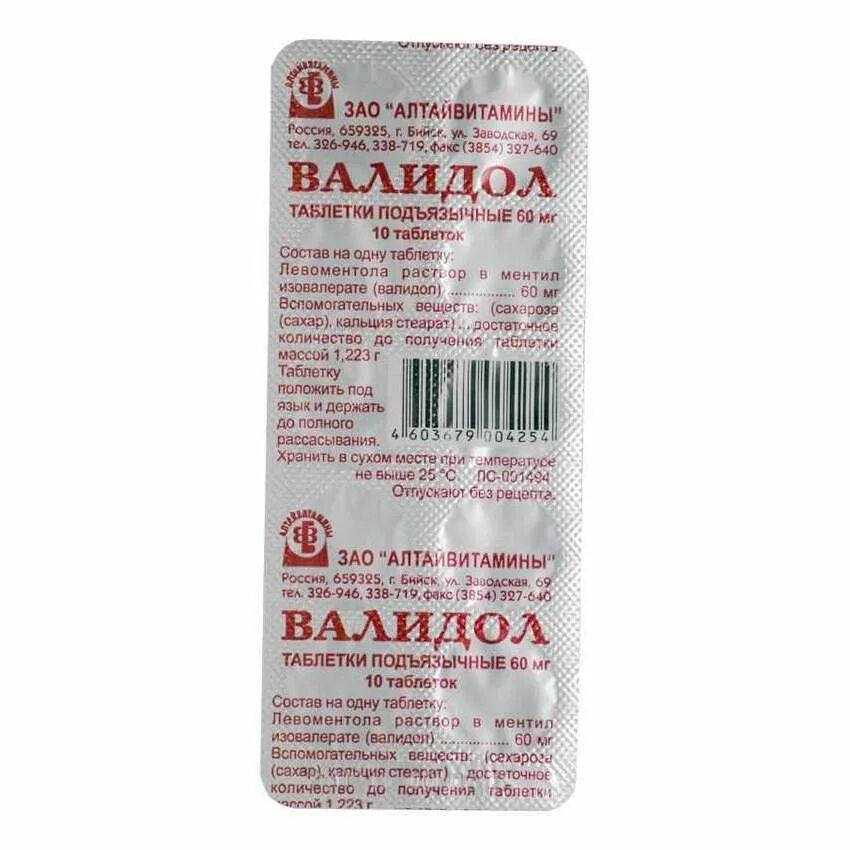 Отпускают без рецепта
АЛТАЙВИТАМИНЫ
ЗАО "АЛТАЙВИТАМИНЫ"
Россия, 659325, г. Бийск, ул. Заводская, 69
тел. 326-946, 338-719, факс (3854) 327-640
ВАЛИДОЛ
ТАБЛЕТКИ ПОДЪЯЗЫЧНЫЕ 60 мг
10 таблеток
Состав на одну таблетку:
Левоментола раствор в ментил
изовалерате (валидол) ................ 60 мг
Вспомогательных веществ: (сахароза
(сахар), кальция стеарат) ... достаточное
количество до получения таблетки
массой 1,223 г
Таблетку
положить под
язык и держать
до полного
рассасывания.
4 603679 004254
Хранить в сухом месте при температуре
не выше 25 °С. ЛС-001494
Отпускают без рецепта.
АЛТАЙВИТАМИНЫ
ЗАО "АЛТАЙВИТАМИНЫ"
Россия, 659325, г. Бийск, ул. Заводская, 69
тел. 326-946, 338-719, факс (3854) 327-640
ВАЛИДОЛ
ТАБЛЕТКИ ПОДЪЯЗЫЧНЫЕ 60 мг
10 таблеток
Состав на одну таблетку:
Левоментола раствор в ментил
изовалерате (валидол) ................ 60 мг
Вспомогательных веществ: (сахароза
(сахар), кальция стеарат) достаточное
количество до получения таблетки
массой 1,223 г